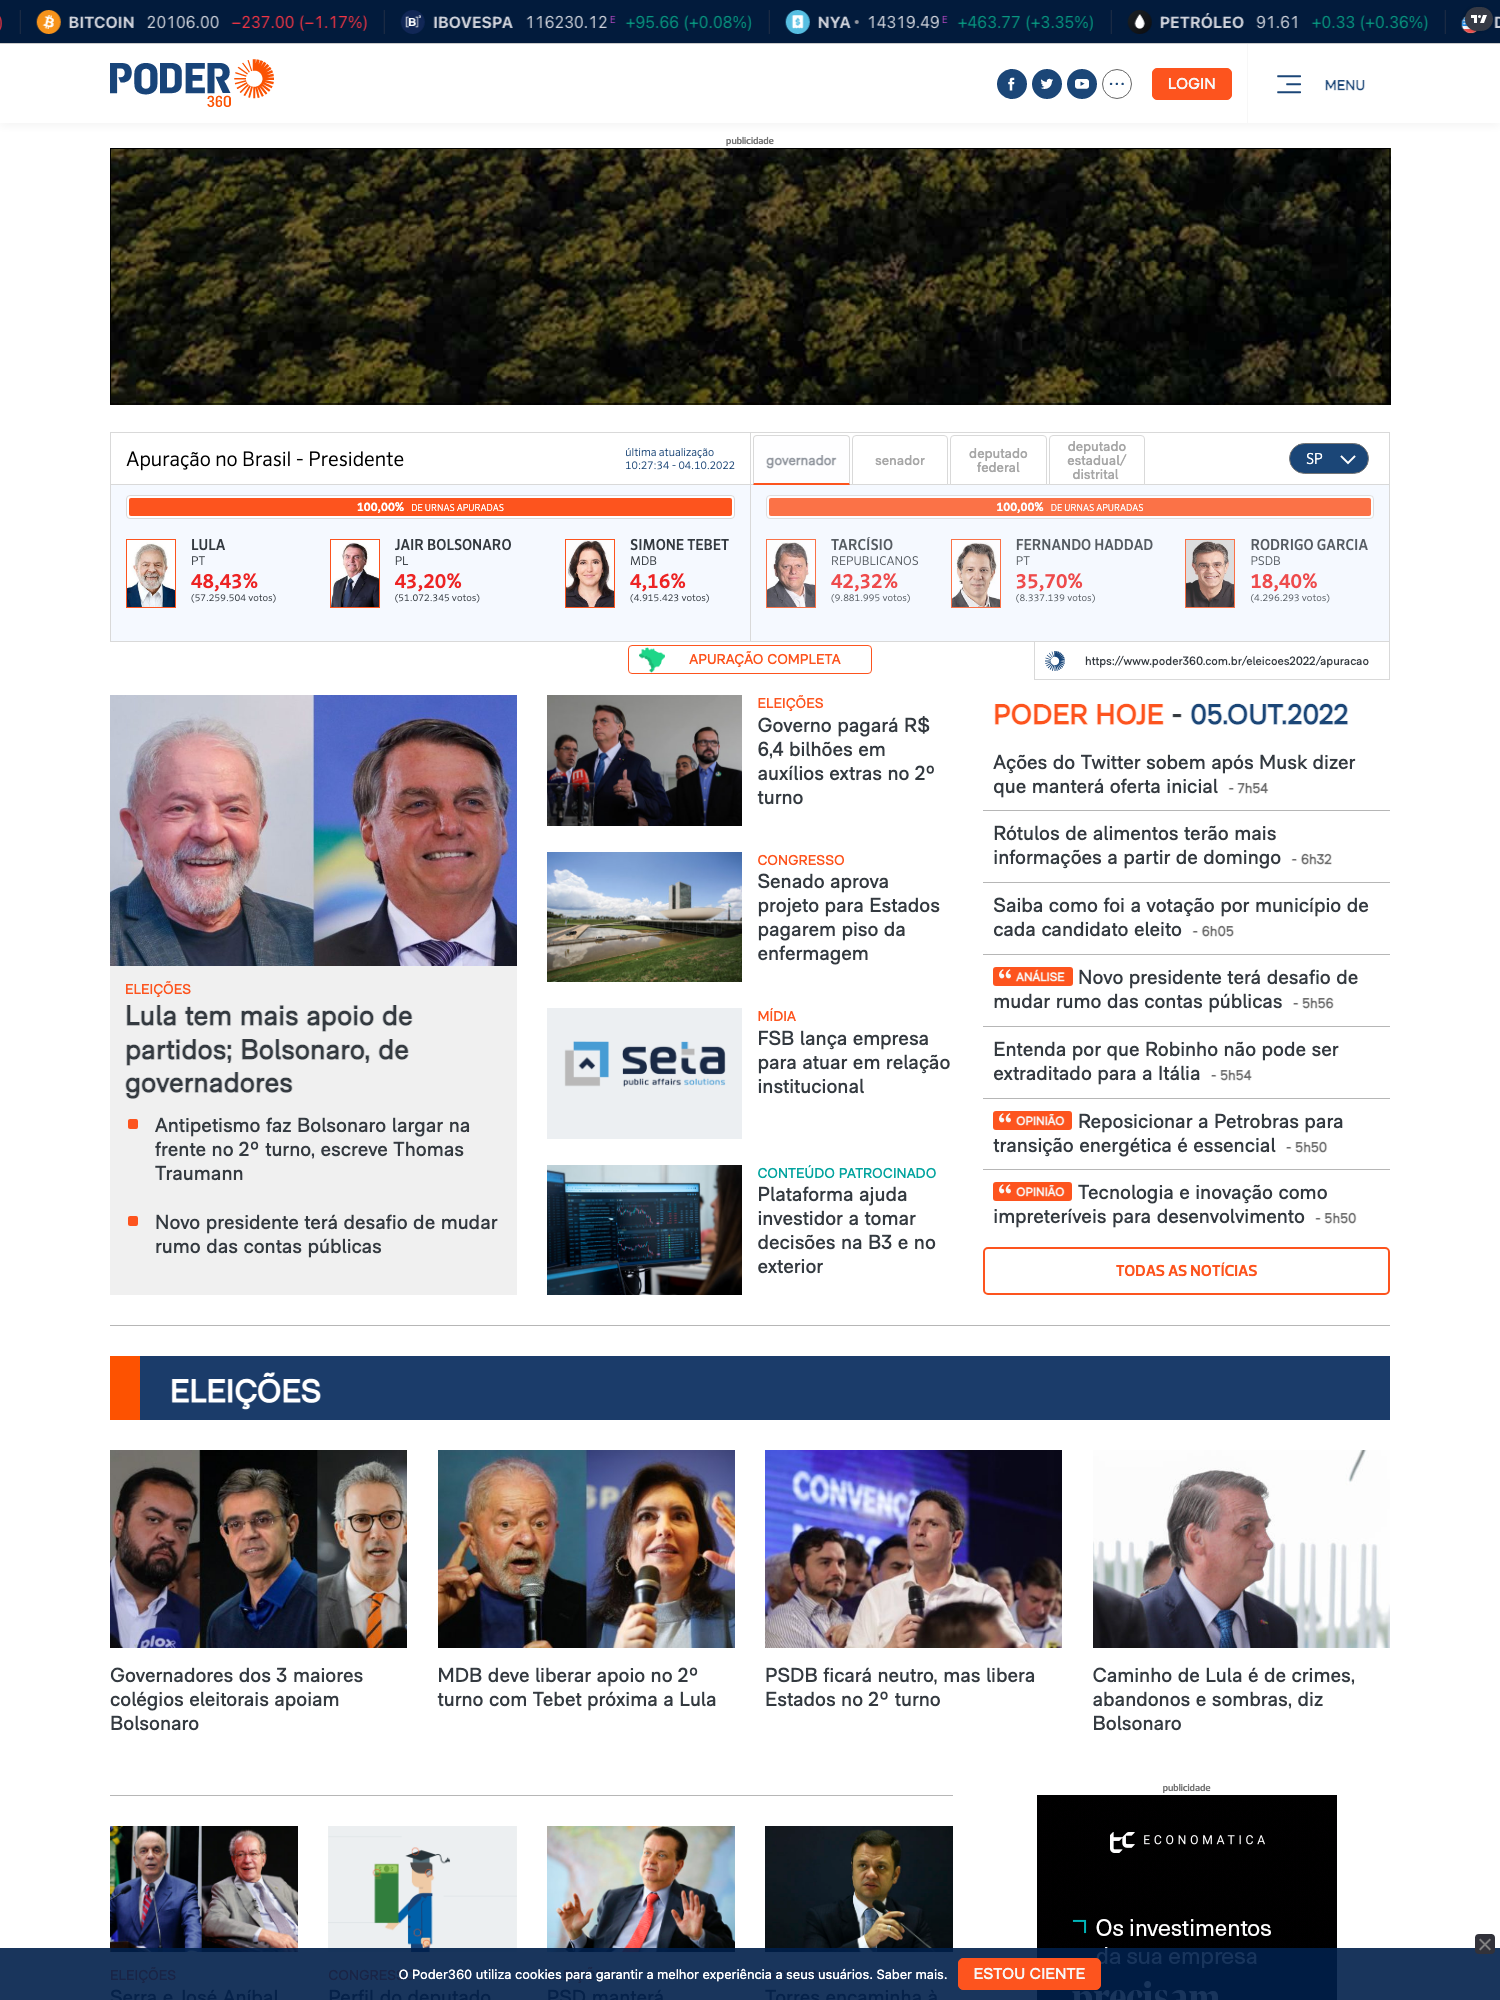 BITCOIN 20106.00 −237.00 (−1.17%) IBOVESPA 116230.12 E +95.66 (+0.08%) NYA 14319.49 E +463.77 (+3.35%) PETRÓLEO 91.61 +0.33 (+0.36%)
PODER
360
LOGIN
MENU
publicidade
Apuração no Brasil - Presidente
última atualização
10:27:34 - 04.10.2022
100,00% DE URNAS APURADAS
LULA
PT
48,43%
(57.259.504 votos)
JAIR BOLSONARO
PL
43,20%
(51.072.345 votos)
SIMONE TEBET
MDB
4,16%
(4.915.423 votos)
governador
senador
deputado
federal
deputado
estadual/
distrital
SP
100,00% DE URNAS APURADAS
TARCÍSIO
REPUBLICANOS
42,32%
(9.881.995 votos)
FERNANDO HADDAD
PT
35,70%
(8.337.139 votos)
RODRIGO GARCIA
PSDB
18,40%
(4.296.293 votos)
APURAÇÃO COMPLETA
https://www.poder360.com.br/eleicoes2022/apuracao
ELEIÇÕES
Lula tem mais apoio de
partidos; Bolsonaro, de
governadores
Antipetismo faz Bolsonaro largar na
frente no 2º turno, escreve Thomas
Traumann
Novo presidente terá desafio de mudar
rumo das contas públicas
ELEIÇÕES
Governo pagará R$
6,4 bilhões em
auxílios extras no 2º
turno
CONGRESSO
Senado aprova
projeto para Estados
pagarem piso da
enfermagem
seta
public affairs solutions
MÍDIA
FSB lança empresa
para atuar em relação
institucional
CONTEÚDO PATROCINADO
Plataforma ajuda
investidor a tomar
decisões na B3 e no
exterior
PODER HOJE - 05.OUT.2022
Ações do Twitter sobem após Musk dizer
que manterá oferta inicial - 7h54
Rótulos de alimentos terão mais
informações a partir de domingo - 6h32
Saiba como foi a votação por município de
cada candidato eleito - 6h05
ANÁLISE Novo presidente terá desafio de
mudar rumo das contas públicas - 5h56
Entenda por que Robinho não pode ser
extraditado para a Itália - 5h54
OPINIÃO Reposicionar a Petrobras para
transição energética é essencial - 5h50
OPINIÃO Tecnologia e inovação como
impreteríveis para desenvolvimento - 5h50
TODAS AS NOTÍCIAS
ELEIÇÕES
plox
CONVENÇ
Governadores dos 3 maiores
colégios eleitorais apoiam
Bolsonaro
MDB deve liberar apoio no 2º
turno com Tebet próxima a Lula
PSDB ficará neutro, mas libera
Estados no 2º turno
Caminho de Lula é de crimes,
abandonos e sombras, diz
Bolsonaro
publicidade
ECONOMATICA
Os investimentos
da sua empresa
precisam
ELEIÇÕES
Serra e José Aníbal
Perfil do deputado
PSD manterá
Torres encaminha à
O Poder360 utiliza cookies para garantir a melhor experiência a seus usuários. Saber mais.
ESTOU CIENTE